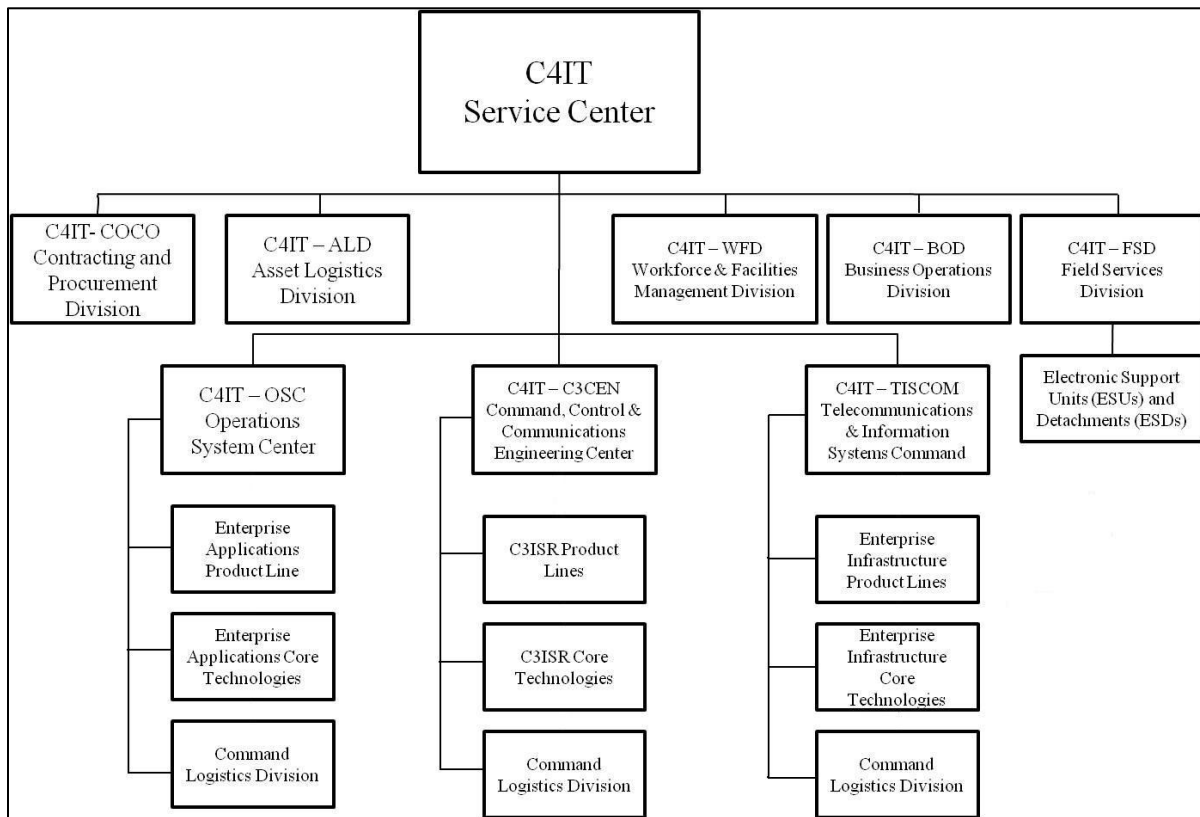 C4IT
Service Center
C4IT- COCO
Contracting and
Procurement
Division
C4IT – ALD
Asset Logistics
Division
C4IT – WFD
Workforce & Facilities
Management Division
C4IT – BOD
Business Operations
Division
C4IT – FSD
Field Services
Division
C4IT – OSC
Operations
System Center
C4IT – C3CEN
Command, Control &
Communications
Engineering Center
C4IT – TISCOM
Telecommunications
& Information
Systems Command
Electronic Support
Units (ESUs) and
Detachments (ESDs)
Enterprise
Applications
Product Line
C3ISR Product
Lines
Enterprise
Infrastructure
Product Lines
Enterprise
Applications Core
Technologies
C3ISR Core
Technologies
Enterprise
Infrastructure
Core
Technologies
Command
Logistics Division
Command
Logistics Division
Command
Logistics Division